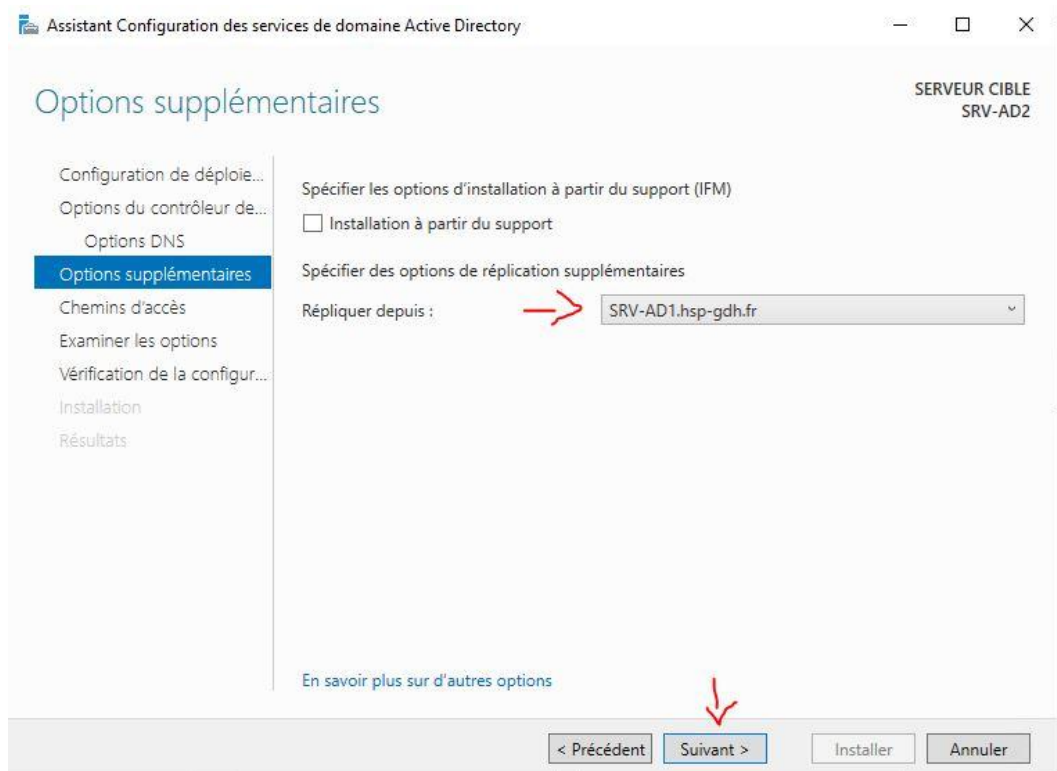 Assistant Configuration des services de domaine Active Directory
Options supplémentaires
SERVEUR CIBLE
SRV-AD2
Configuration de déploie...
Options du contrôleur de...
Options DNS
Options supplémentaires
Chemins d'accès
Examiner les options
Vérification de la configur...
Installation
Résultats
Spécifier les options d'installation à partir du support (IFM)
Installation à partir du support
Spécifier des options de réplication supplémentaires
Répliquer depuis : SRV-AD1.hsp-gdh.fr
En savoir plus sur d'autres options
< Précédent Suivant > Installer Annuler